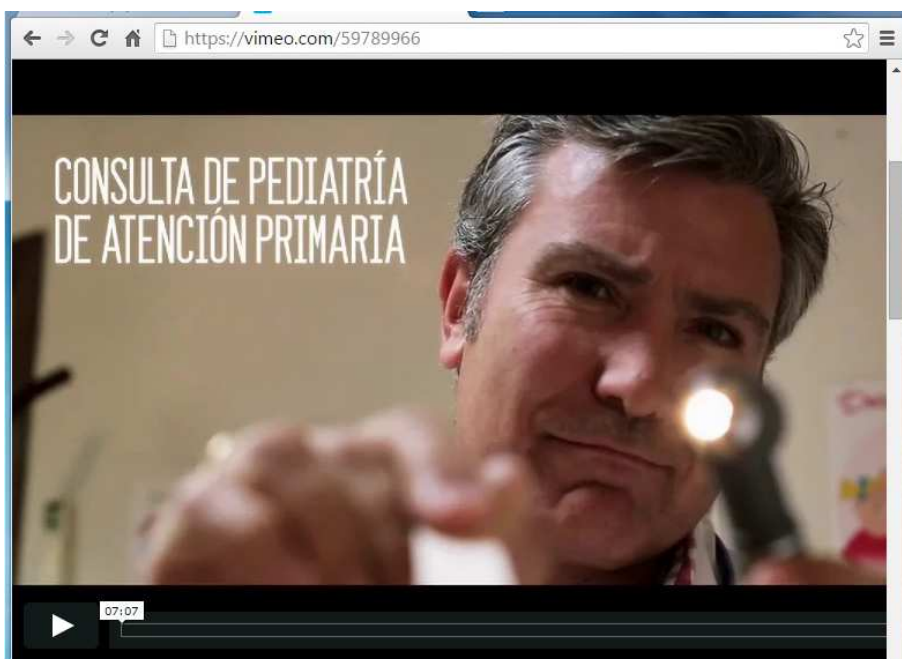 https://vimeo.com/59789966
CONSULTA DE PEDIATRÍA
DE ATENCIÓN PRIMARIA
07:07